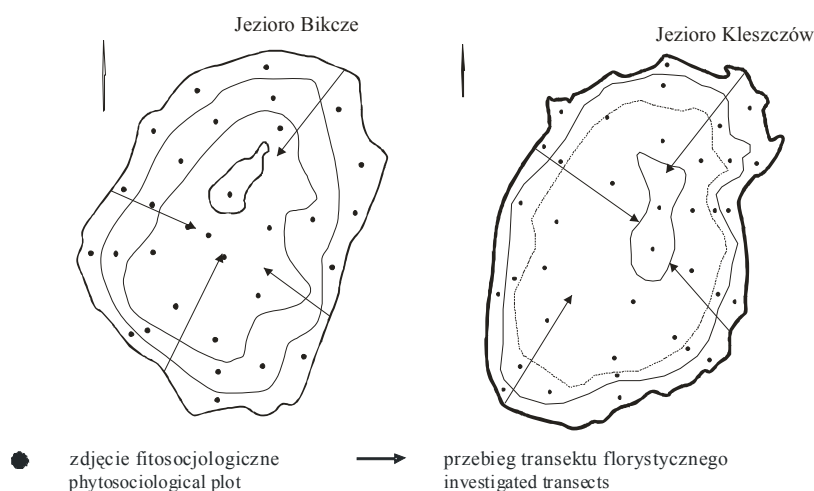 Jezioro Bikcze
Jezioro Kleszczów
zdjęcie fitosocjologiczne
phytosociological plot
przebieg transektu florystycznego
investigated transects